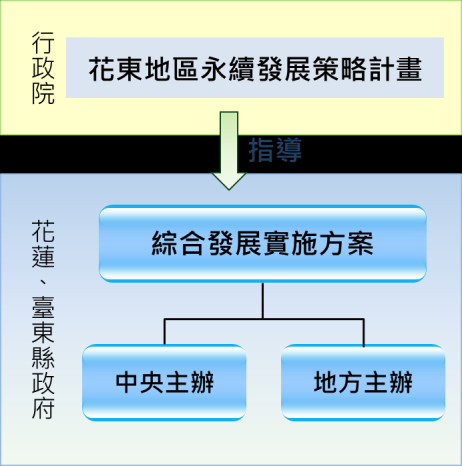 行政院
花東地區永續發展策略計畫
指導
花蓮、臺東縣政府
綜合發展實施方案
中央主辦
地方主辦